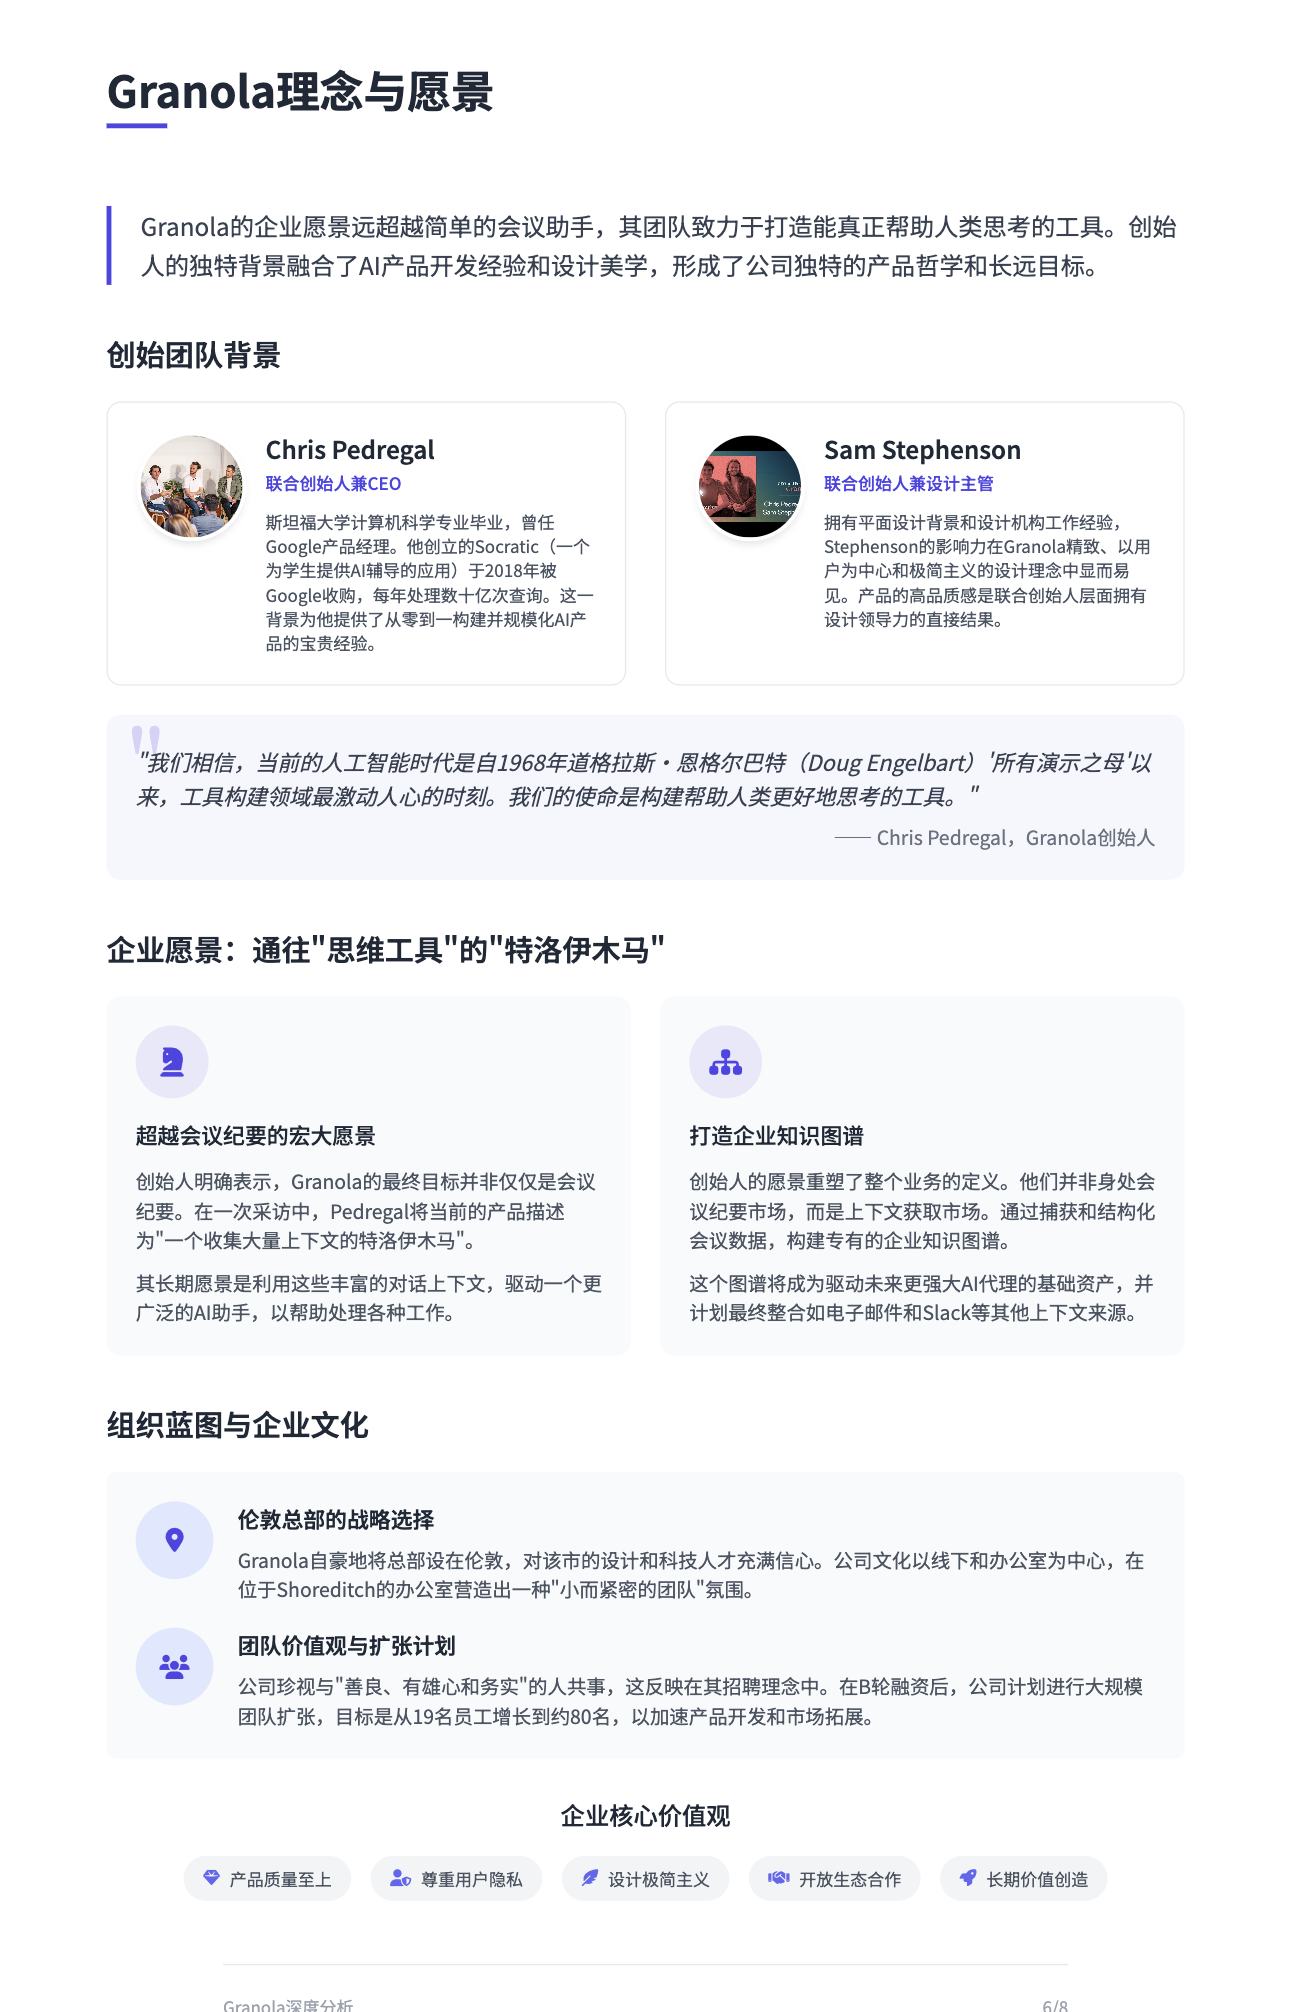 Granola理念与愿景
Granola的企业愿景远超越简单的会议助手，其团队致力于打造能真正帮助人类思考的工具。创始
人的独特背景融合了AI产品开发经验和设计美学，形成了公司独特的产品哲学和长远目标。
创始团队背景
Chris Pedregal
联合创始人兼CEO
斯坦福大学计算机科学专业毕业，曾任
Google产品经理。他创立的Socratic（一个
为学生提供AI辅导的应用）于2018年被
Google收购，每年处理数十亿次查询。这一
背景为他提供了从零到一构建并规模化AI产
品的宝贵经验。
Sam Stephenson
联合创始人兼设计主管
拥有平面设计背景和设计机构工作经验，
Stephenson的影响力在Granola精致、以用
户为中心和极简主义的设计理念中显而易
见。产品的高品质感是联合创始人层面拥有
设计领导力的直接结果。
"我们相信，当前的人工智能时代是自1968年道格拉斯·恩格尔巴特（Doug Engelbart）'所有演示之母'以
来，工具构建领域最激动人心的时刻。我们的使命是构建帮助人类更好地思考的工具。"
—— Chris Pedregal，Granola创始人
企业愿景：通往"思维工具"的"特洛伊木马"
超越会议纪要的宏大愿景
创始人明确表示，Granola的最终目标并非仅仅是会议
纪要。在一次采访中，Pedregal将当前的产品描述
为"一个收集大量上下文的特洛伊木马"。
其长期愿景是利用这些丰富的对话上下文，驱动一个更
广泛的AI助手，以帮助处理各种工作。
打造企业知识图谱
创始人的愿景重塑了整个业务的定义。他们并非身处会
议纪要市场，而是上下文获取市场。通过捕获和结构化
会议数据，构建专有的企业知识图谱。
这个图谱将成为驱动未来更强大AI代理的基础资产，并
计划最终整合如电子邮件和Slack等其他上下文来源。
组织蓝图与企业文化
伦敦总部的战略选择
Granola自豪地将总部设在伦敦，对该市的设计和科技人才充满信心。公司文化以线下和办公室为中心，在
位于Shoreditch的办公室营造出一种"小而紧密的团队"氛围。
团队价值观与扩张计划
公司珍视与"善良、有雄心和务实"的人共事，这反映在其招聘理念中。在B轮融资后，公司计划进行大规模
团队扩张，目标是从19名员工增长到约80名，以加速产品开发和市场拓展。
企业核心价值观
产品质量至上
尊重用户隐私
设计极简主义
开放生态合作
长期价值创造
Granola深度分析
6/8